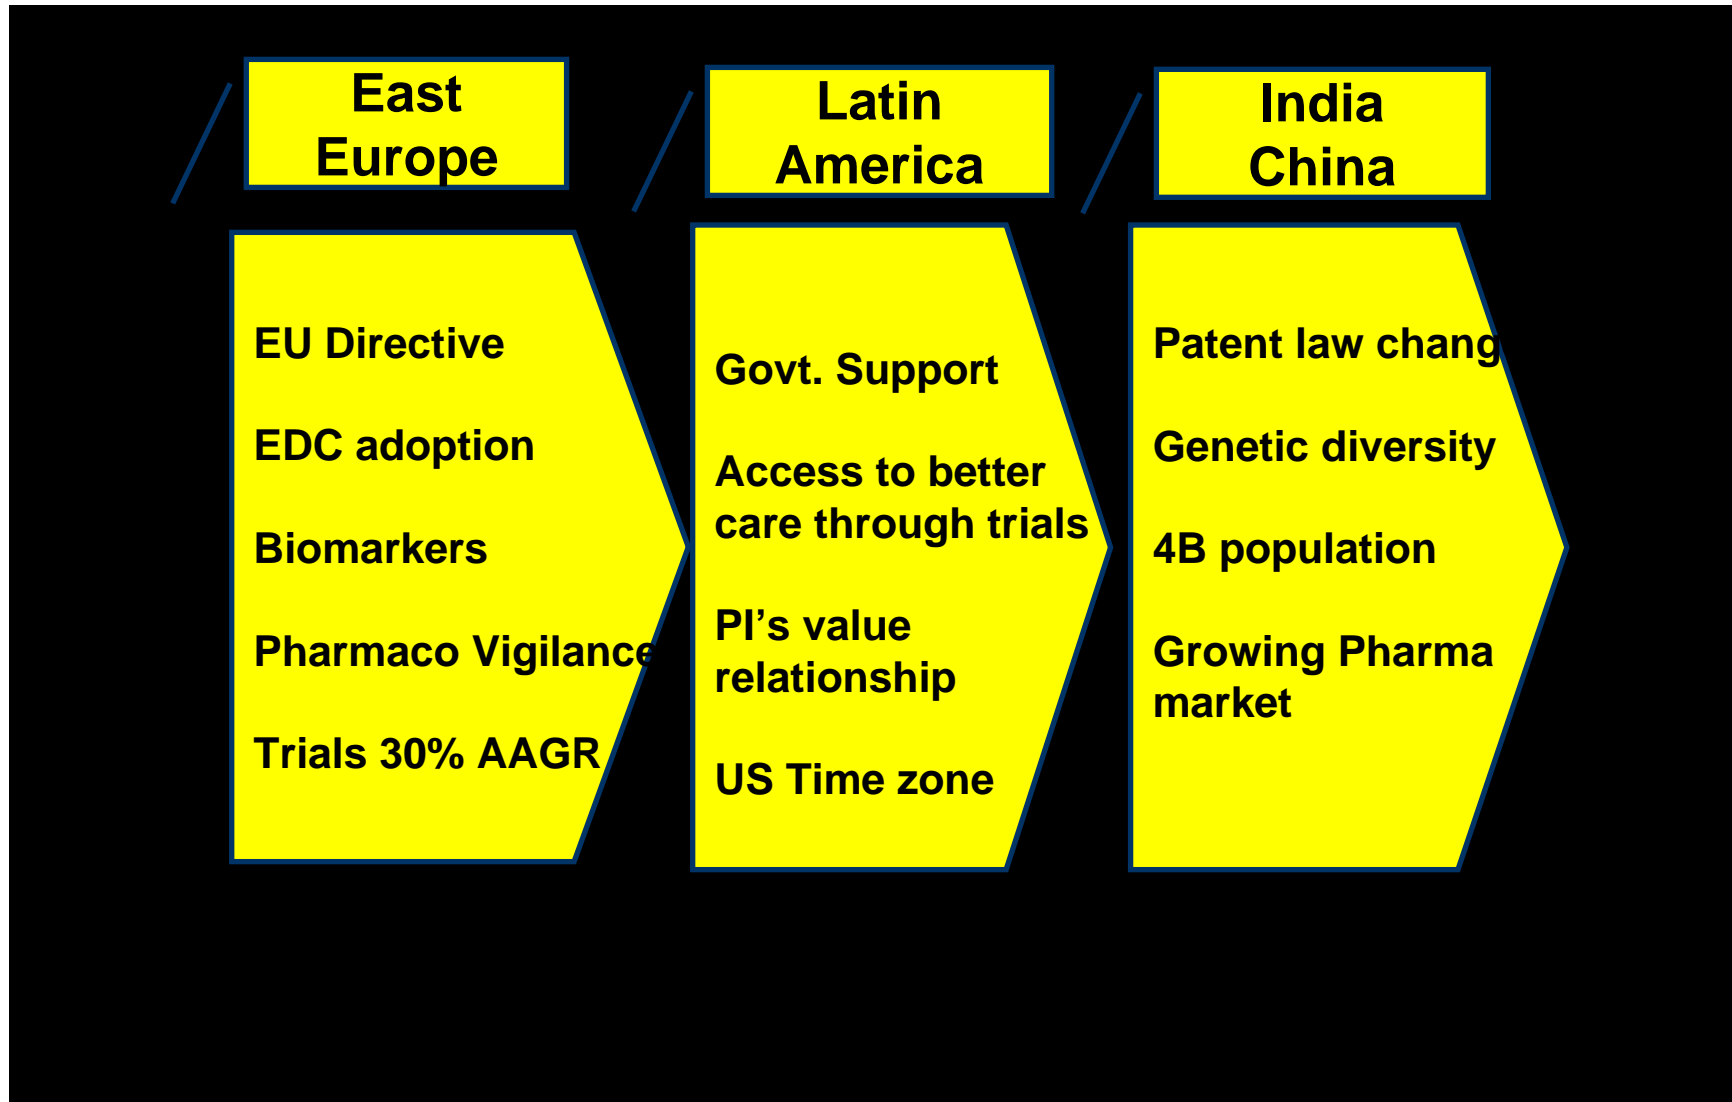 East
Europe
Latin
America
India
China
EU Directive
EDC adoption
Biomarkers
Pharmaco Vigilance
Trials 30% AAGR
Govt. Support
Access to better
care through trials
PI’s value
relationship
US Time zone
Patent law chang
Genetic diversity
4B population
Growing Pharma
market